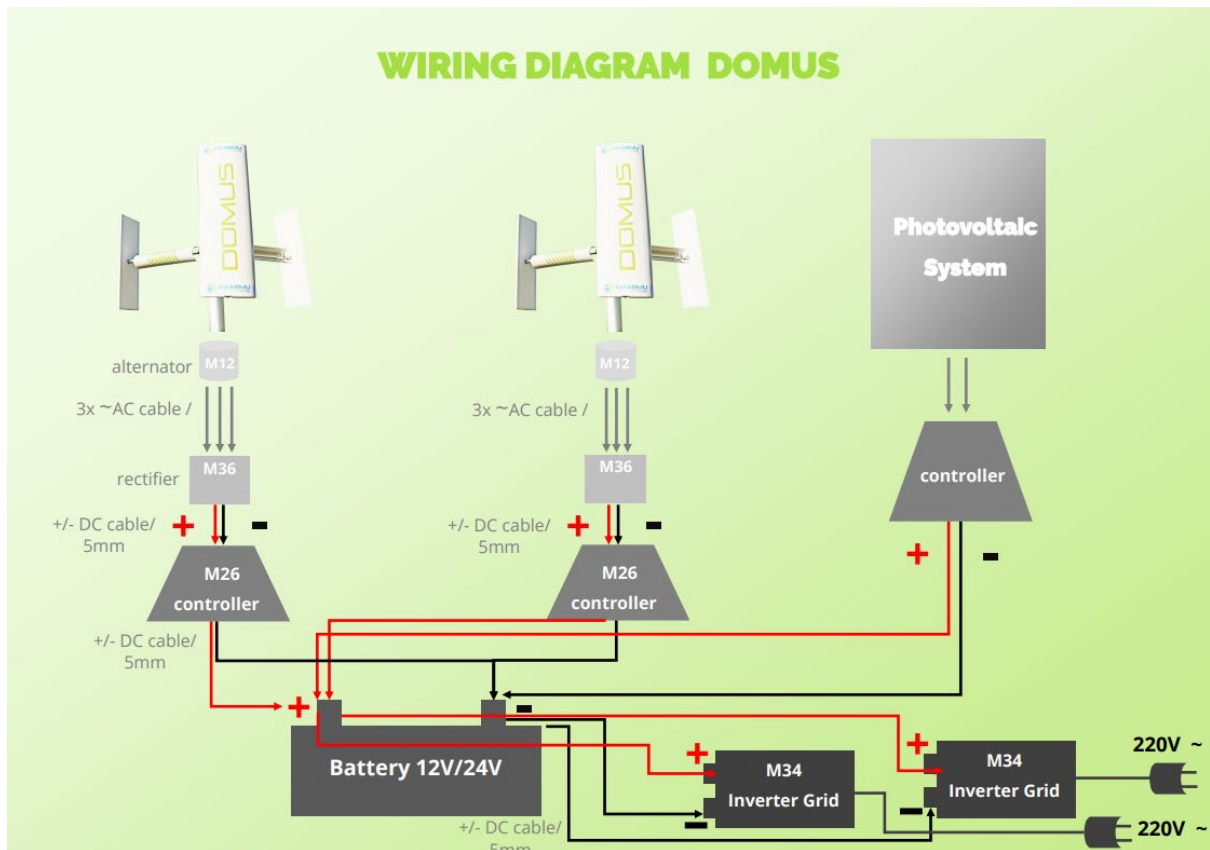 WIRING DIAGRAM DOMUS
DOMUS
DOMUS
Photovoltaic
System
alternator
M12
M12
3x ~AC cable /
3x ~AC cable /
rectifier
M36
M36
controller
+/- DC cable/
5mm
+
-
+/- DC cable/
5mm
+
-
M26
controller
M26
controller
+
-
+/- DC cable/
5mm
+
-
Battery 12V/24V
+
M34
Inverter Grid
-
+
M34
Inverter Grid
-
220V ~
220V ~
+/- DC cable/
5mm